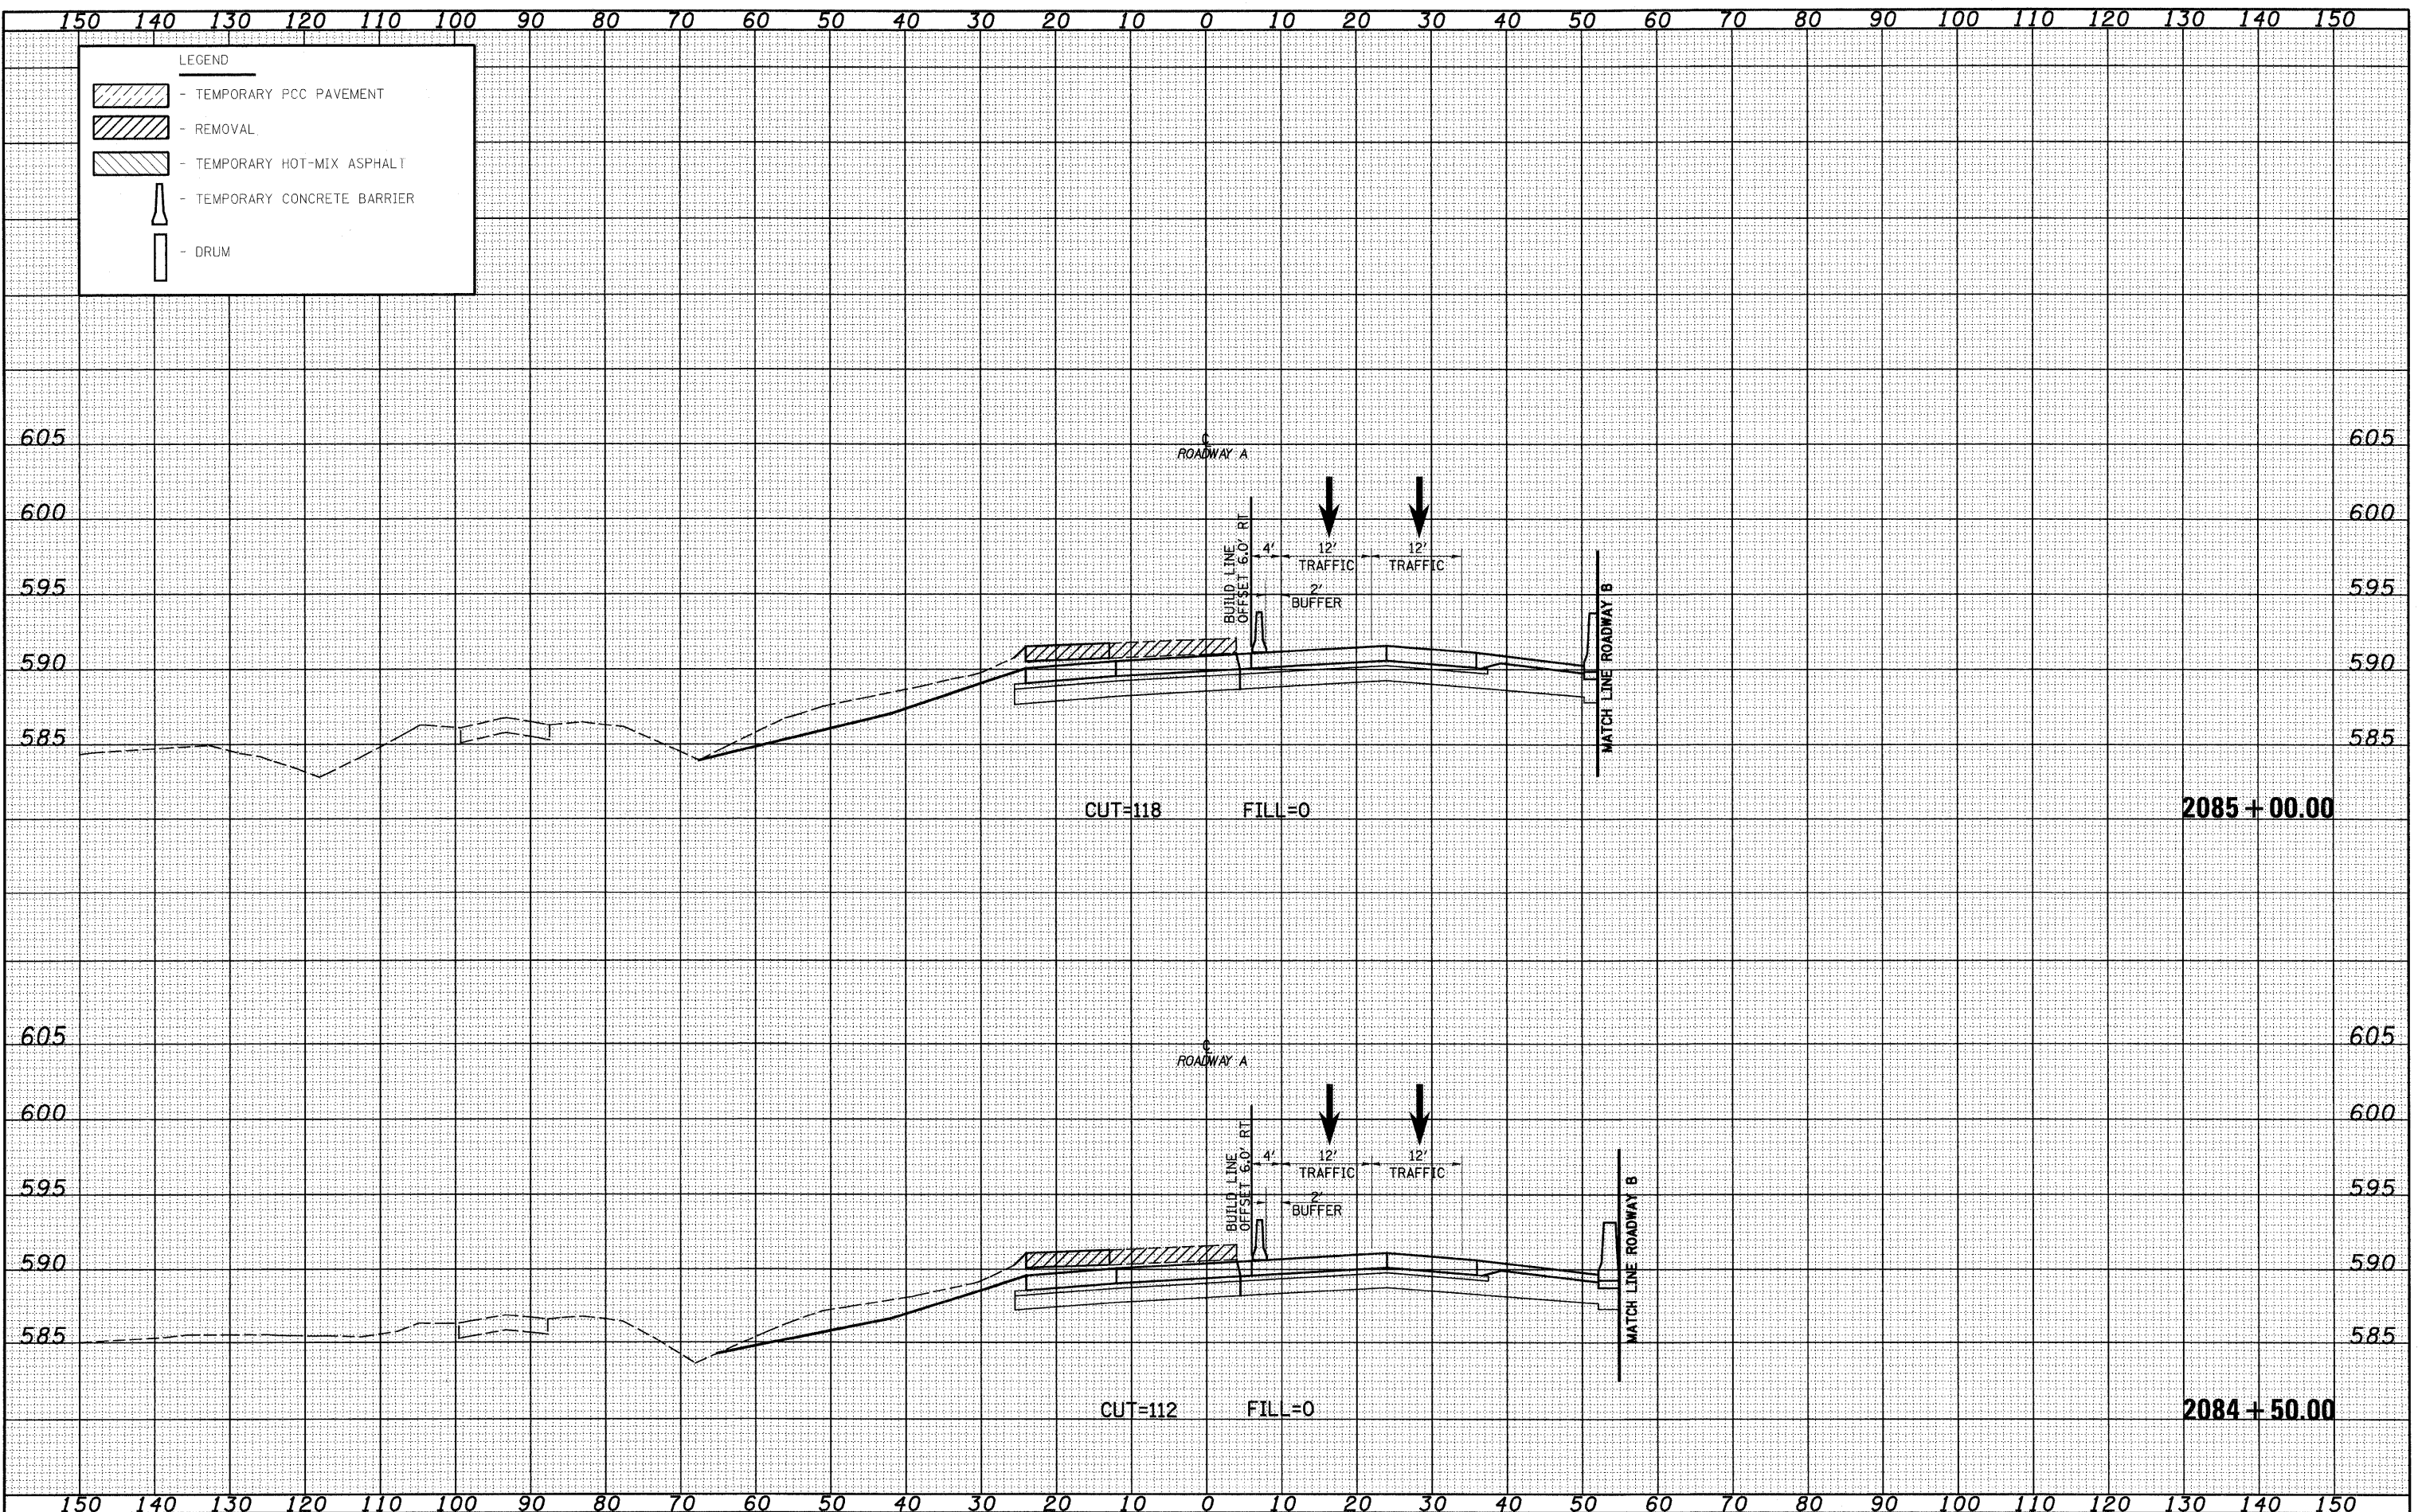 150 140 130 120 110 100 90 80 70 60 50 40 30 20 10 0 10 20 30 40 50 60 70 80 90 100 110 120 130 140 150
LEGEND
- TEMPORARY PCC PAVEMENT
- REMOVAL
- TEMPORARY HOT-MIX ASPHALT
- TEMPORARY CONCRETE BARRIER
- DRUM
605 605
℄
ROADWAY A
600 600
BUILD LINE
OFFSET 6.0' RT
4' 12' 12'
TRAFFIC TRAFFIC
595 595
2'
BUFFER
MATCH LINE ROADWAY B
590 590
585 585
CUT=118 FILL=0 2085+00.00
605 605
℄
ROADWAY A
600 600
BUILD LINE
OFFSET 6.0' RT
4' 12' 12'
TRAFFIC TRAFFIC
595 595
2'
BUFFER
MATCH LINE ROADWAY B
590 590
585 585
CUT=112 FILL=0 2084+50.00
150 140 130 120 110 100 90 80 70 60 50 40 30 20 10 0 10 20 30 40 50 60 70 80 90 100 110 120 130 140 150